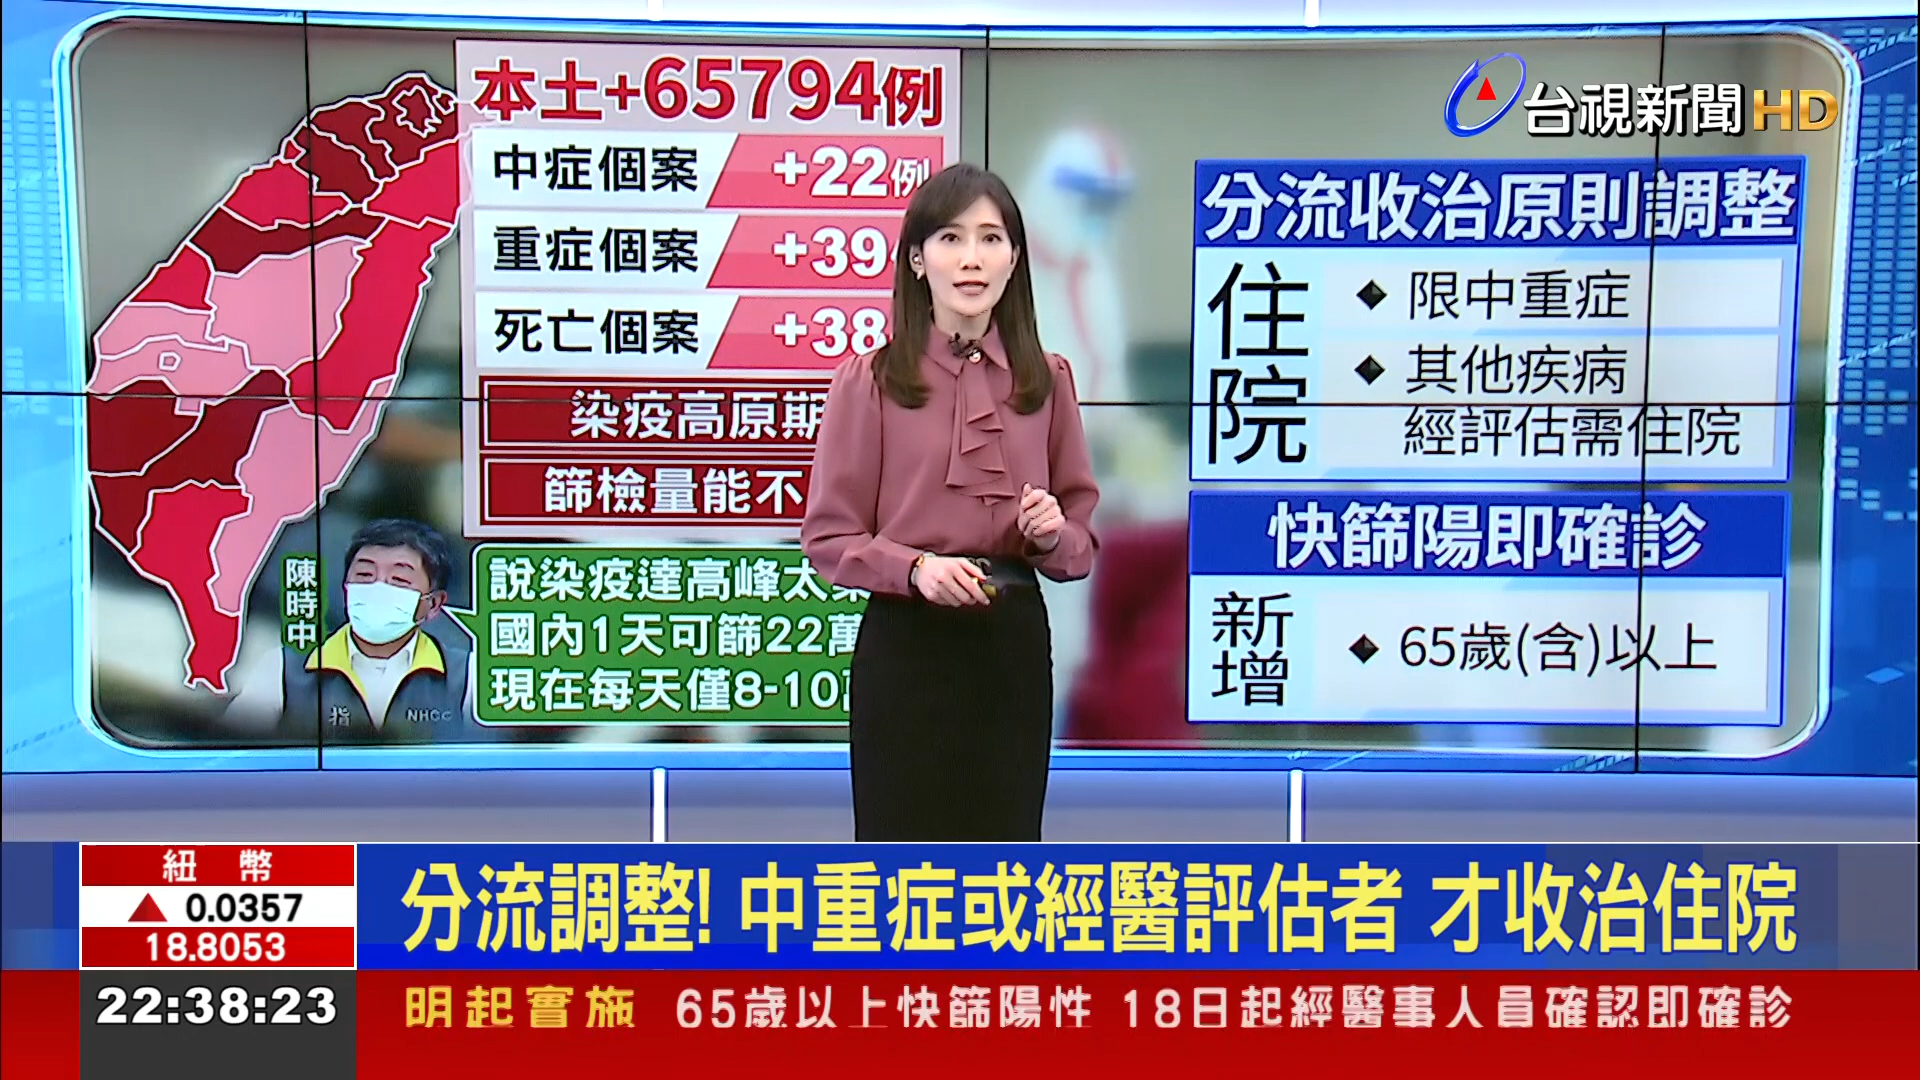 本土+65794例
中症個案 +22例
重症個案 +39
死亡個案 +38
染疫高原期
篩檢量能不
說染疫達高峰太
國內1天可篩22萬
現在每天僅8-10
陳時中
指 NHCC
台視新聞HD
分流收治原則調整
住院
◆ 限中重症
◆ 其他疾病
經評估需住院
快篩陽即確診
新增
◆ 65歲(含)以上
紐 幣
▲ 0.0357
18.8053
22:38:23
分流調整! 中重症或經醫評估者 才收治住院
明起實施 65歲以上快篩陽性 18日起經醫事人員確認即確診